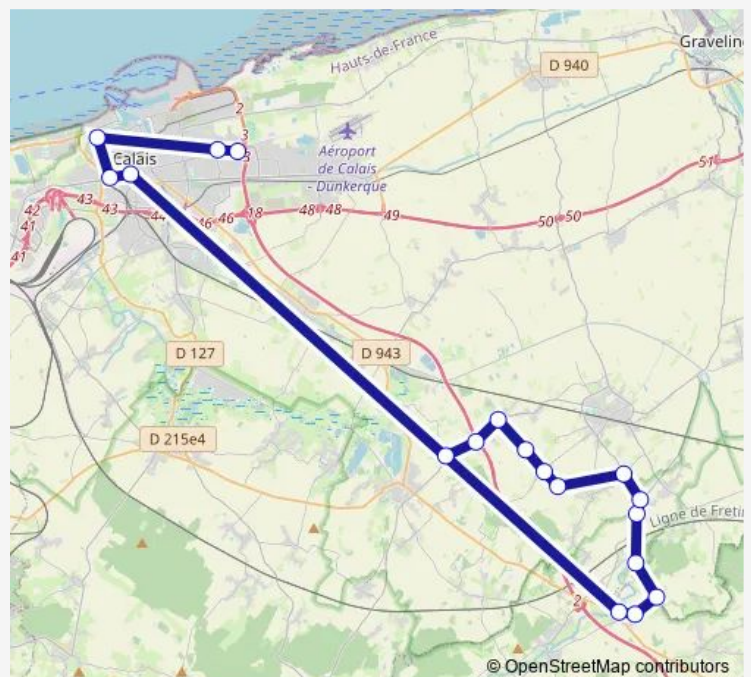 Hauts-de-France
Gravelin
D 940
2
3
Calais
3
Aéroport
de Calais
- Dunkerque
51
42
43
43
44
46
46
18
48
48
49
50
50
41
41
D 127
D 943
D 215e4
Ligne de Fretin
2
© OpenStreetMap contributors